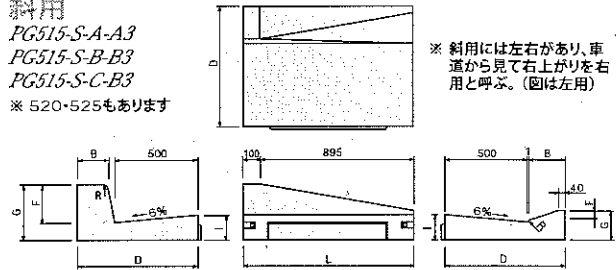 斜用
PG515-S-A-A3
PG515-S-B-B3
PG515-S-C-B3
※ 520・525もあります
D
※ 斜用には左右があり、車
道から見て右上がりを右
用と呼ぶ。(図は左用)
B
500
R
G
F
6%
I
D
100
895
L
500
B
40
6%
F
G
R
I
D